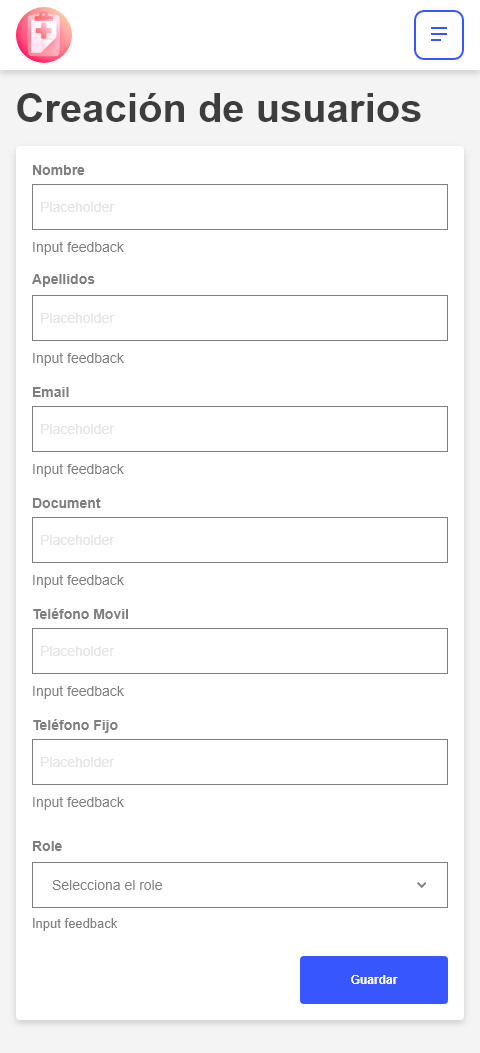 Creación de usuarios
Nombre
Placeholder
Input feedback
Apellidos
Placeholder
Input feedback
Email
Placeholder
Input feedback
Document
Placeholder
Input feedback
Teléfono Movil
Placeholder
Input feedback
Teléfono Fijo
Placeholder
Input feedback
Role
Selecciona el role
Input feedback
Guardar